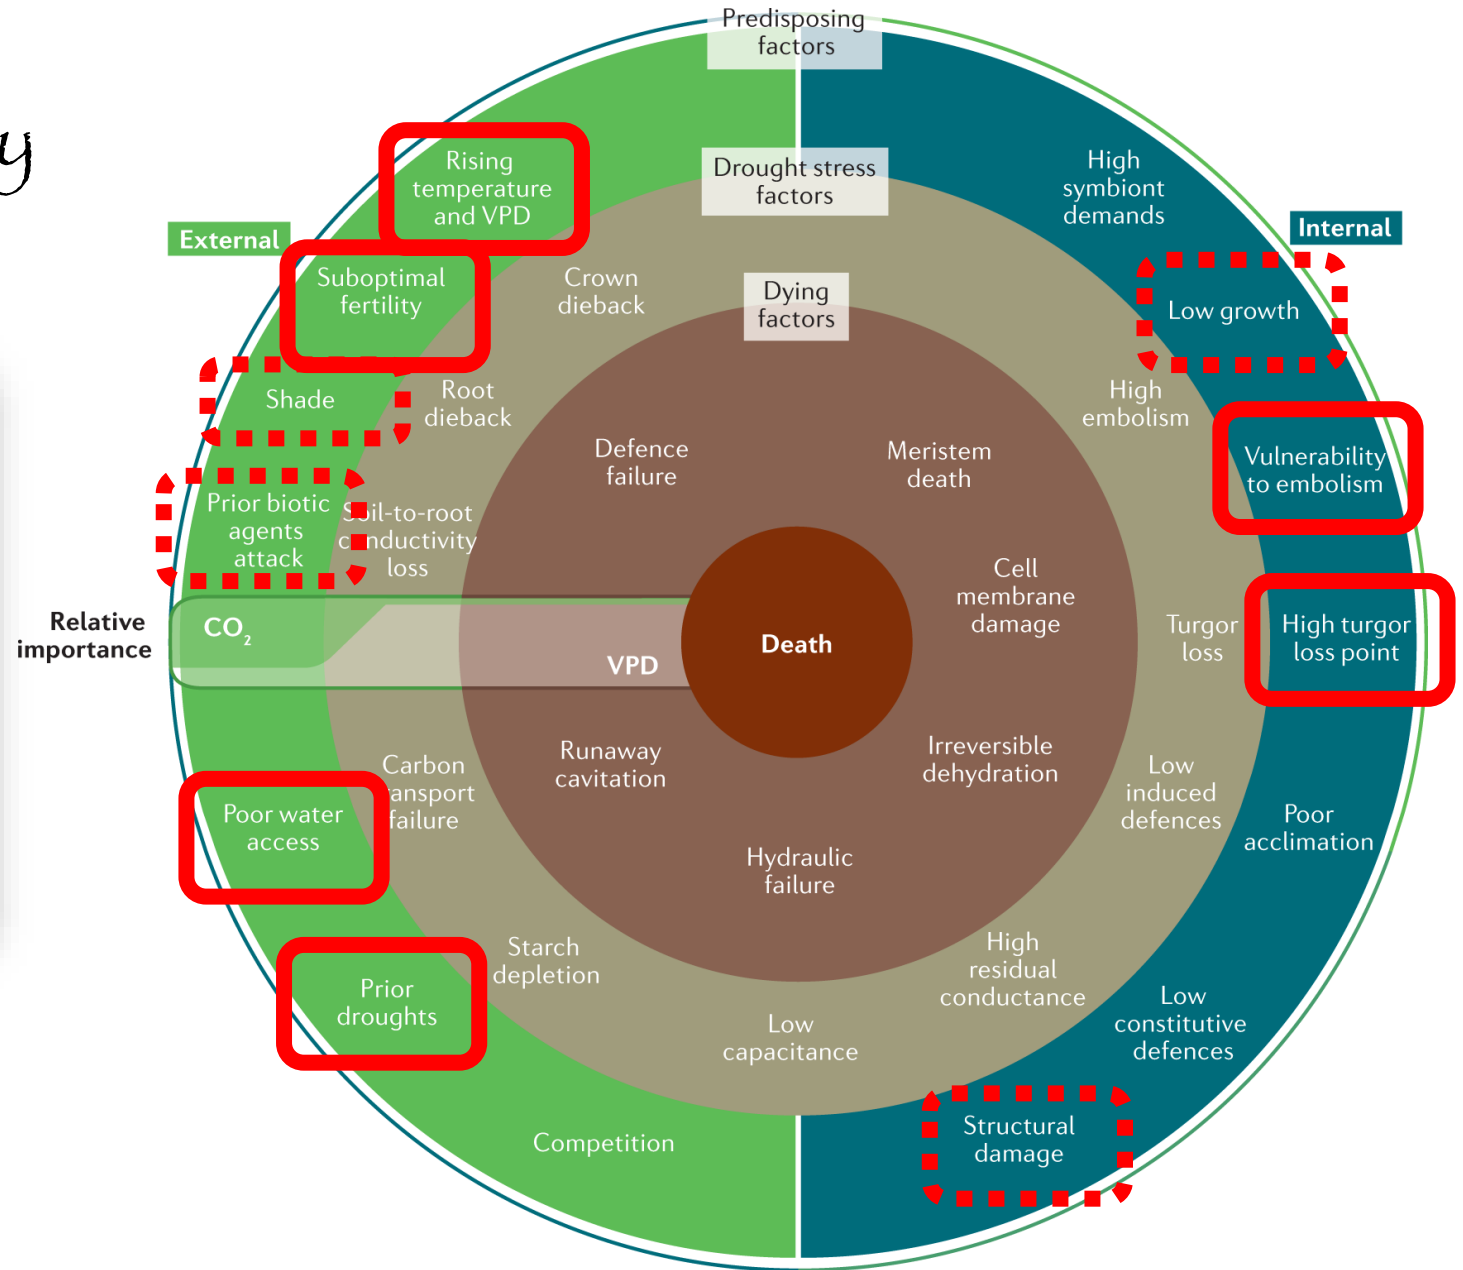 Predisposing
factors
y
Drought stress
factors
Dying
factors
External
Internal
Rising
temperature
and VPD
Suboptimal
fertility
Shade
Prior biotic
agents
attack
Relative
importance
CO₂
VPD
Poor water
access
Prior
droughts
Competition
Crown
dieback
Root
dieback
Soil-to-root
conductivity
loss
Carbon
transport
failure
Starch
depletion
Low
capacitance
Defence
failure
Meristem
death
Cell
membrane
damage
Death
Runaway
cavitation
Irreversible
dehydration
Hydraulic
failure
High
embolism
Turgor
loss
Low
induced
defences
High
residual
conductance
High
symbiont
demands
Low growth
Vulnerability
to embolism
High turgor
loss point
Poor
acclimation
Low
constitutive
defences
Structural
damage